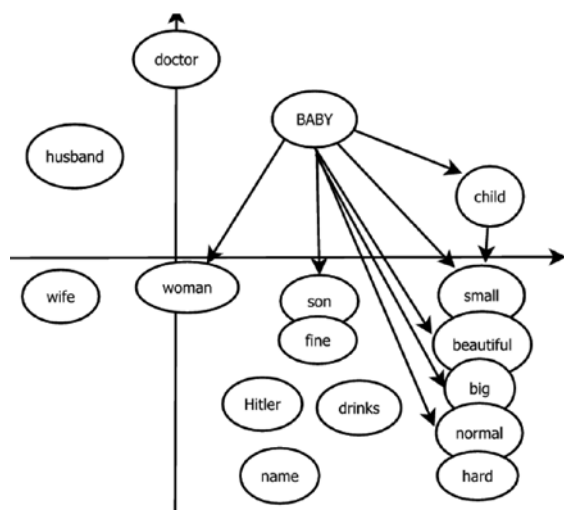 doctor
BABY
husband
child
wife
woman
son
small
fine
beautiful
big
Hitler
drinks
normal
name
hard